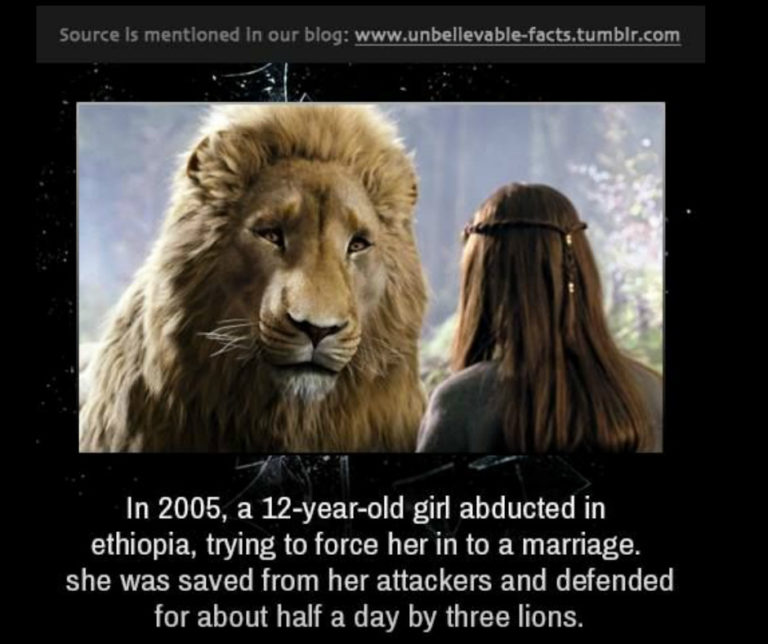 Source is mentioned in our blog: www.unbelievable-facts.tumblr.com
In 2005, a 12-year-old girl abducted in
ethiopia, trying to force her in to a marriage.
she was saved from her attackers and defended
for about half a day by three lions.